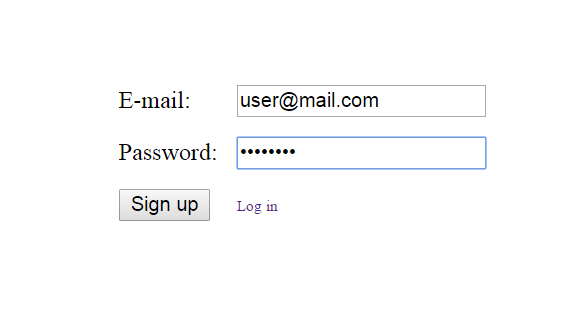 E-mail: user@mail.com
Password: ••••••••
Sign up Log in